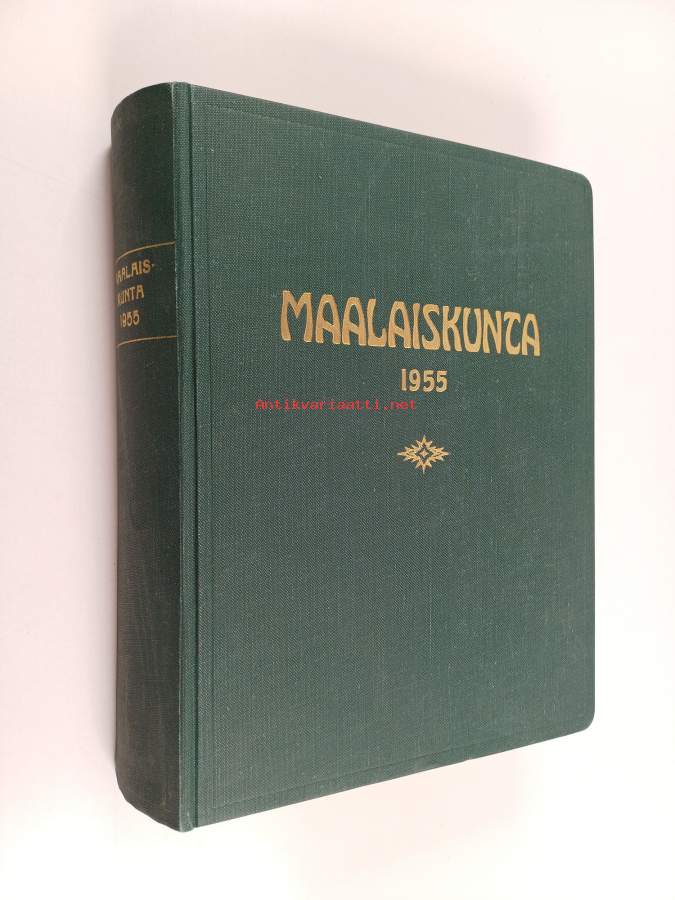 MAALAIS-
KUNTA
1955
MAALAISKUNTA
1955
Antikvariaatti.net